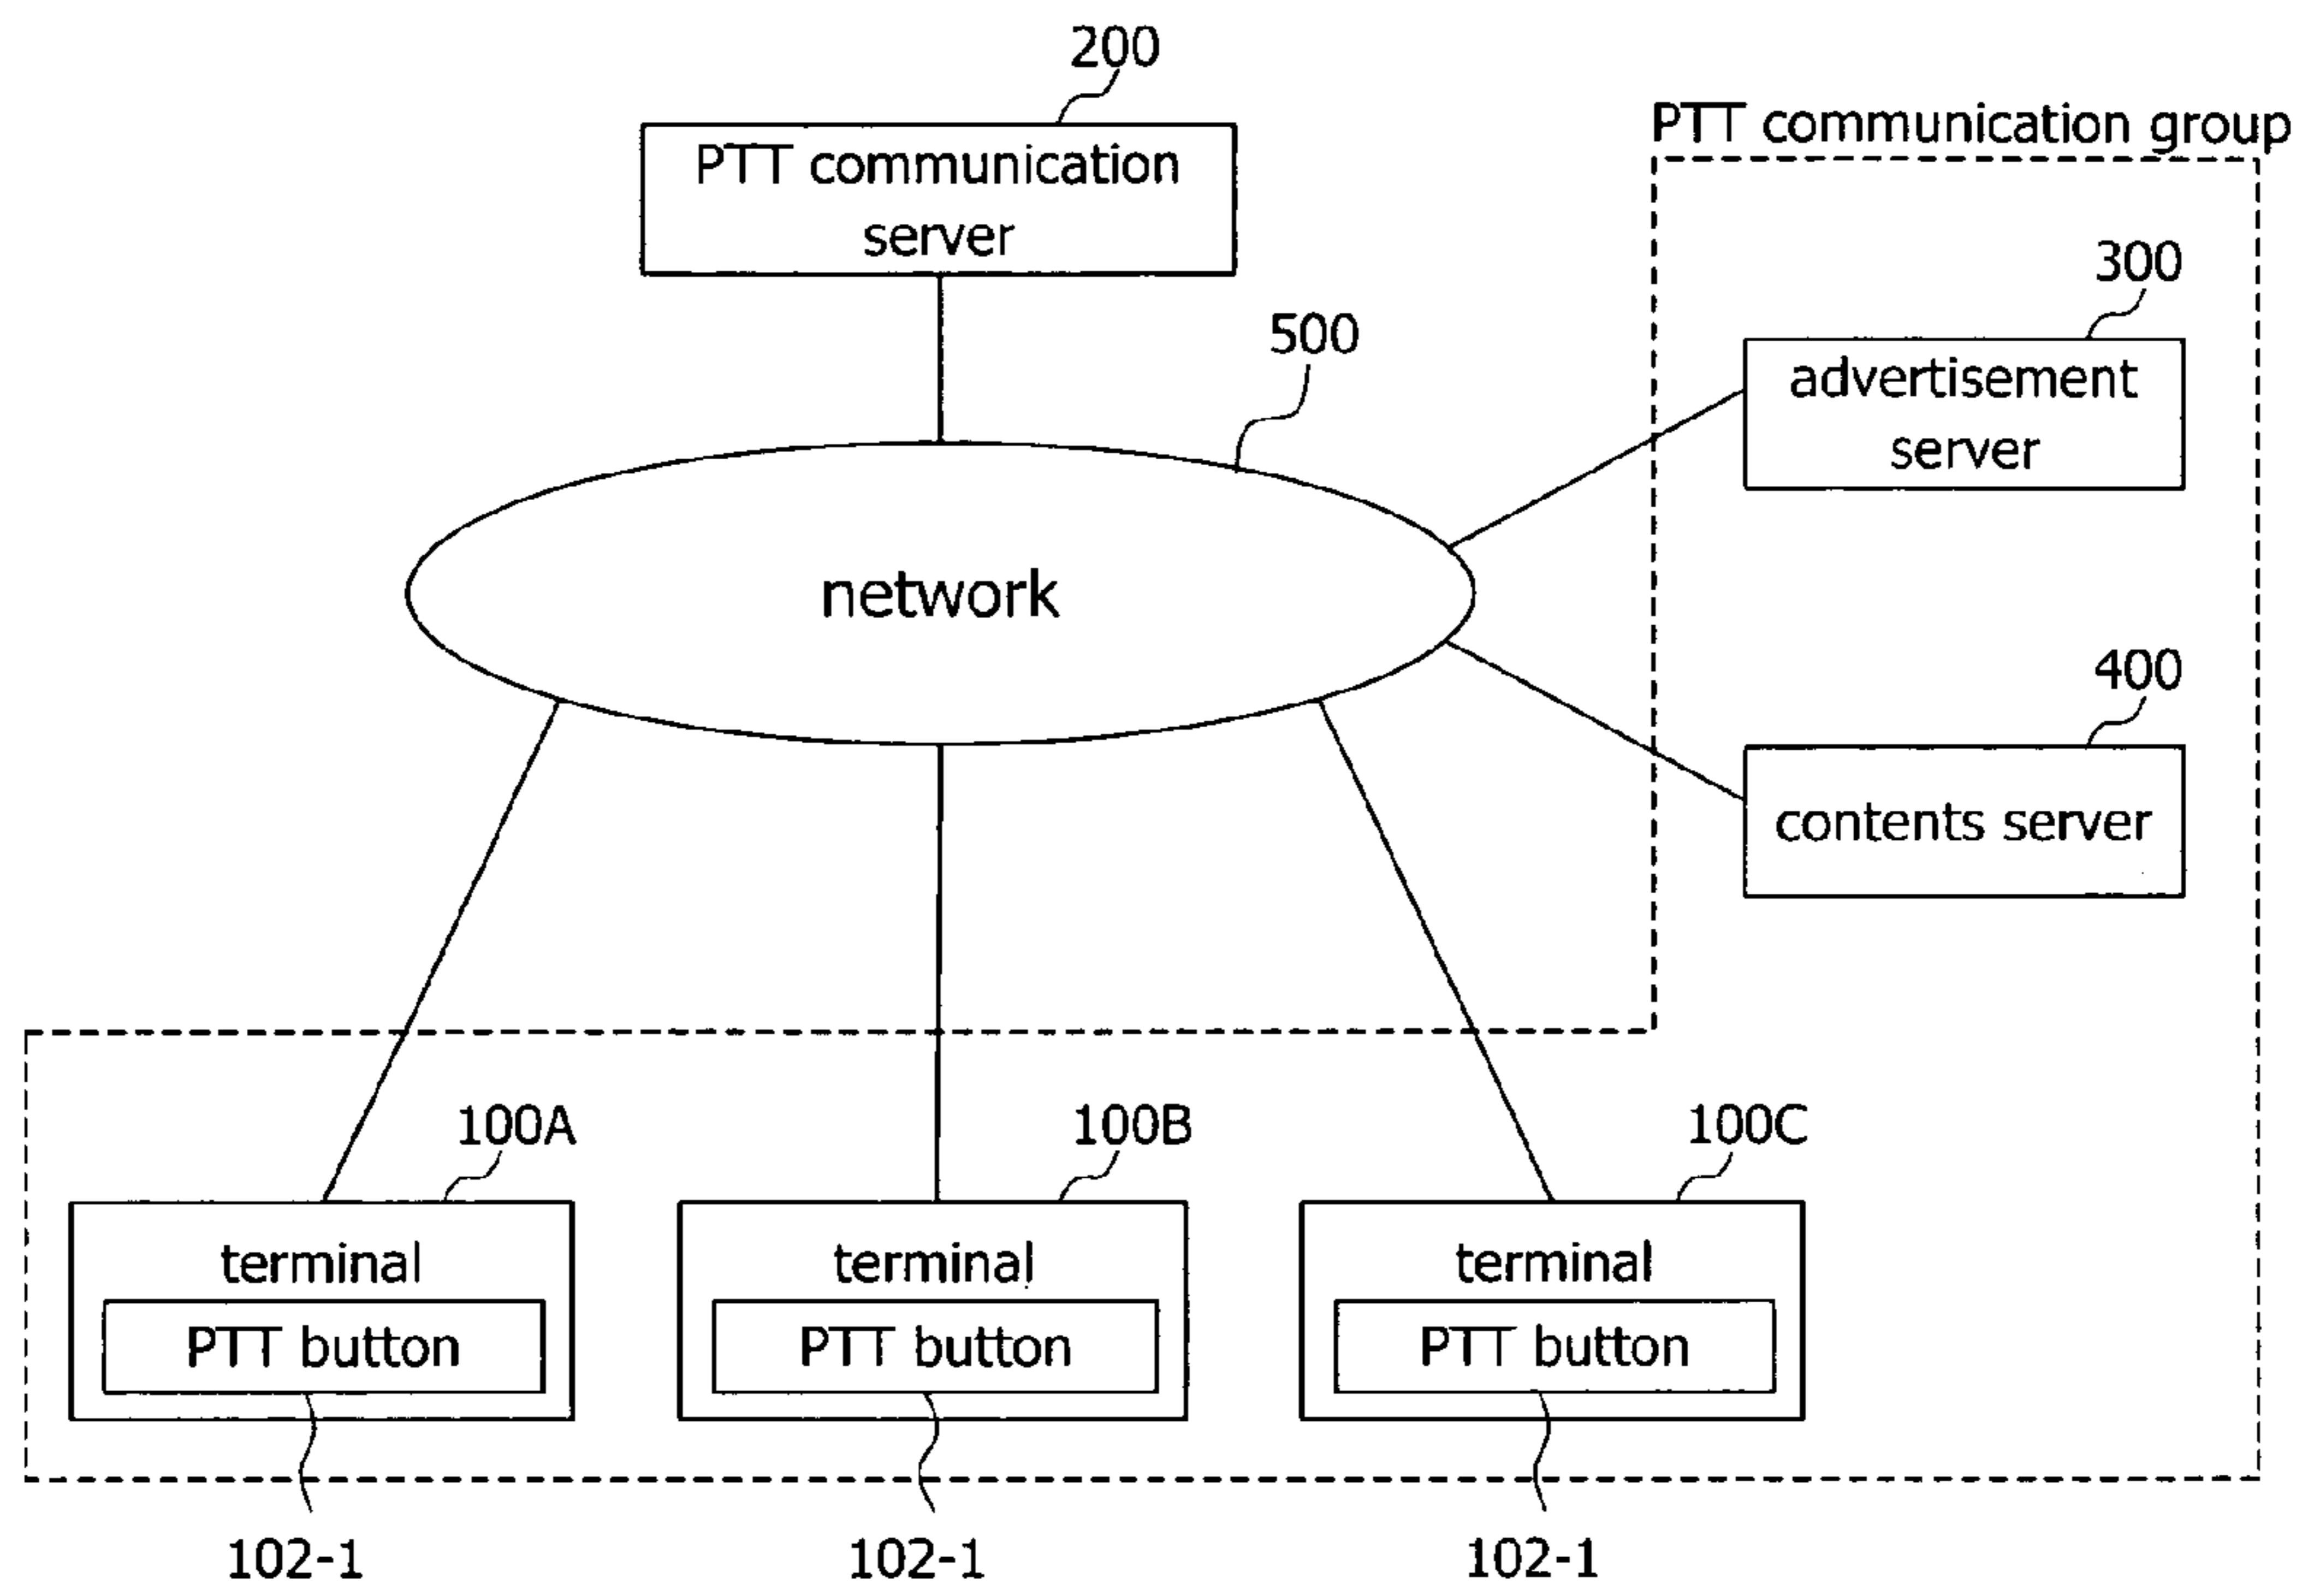 200
PTT communication
server
PTT communication group
300
advertisement
server
500
network
400
contents server
100A
100B
100C
terminal
PTT button
terminal
PTT button
terminal
PTT button
102-1
102-1
102-1